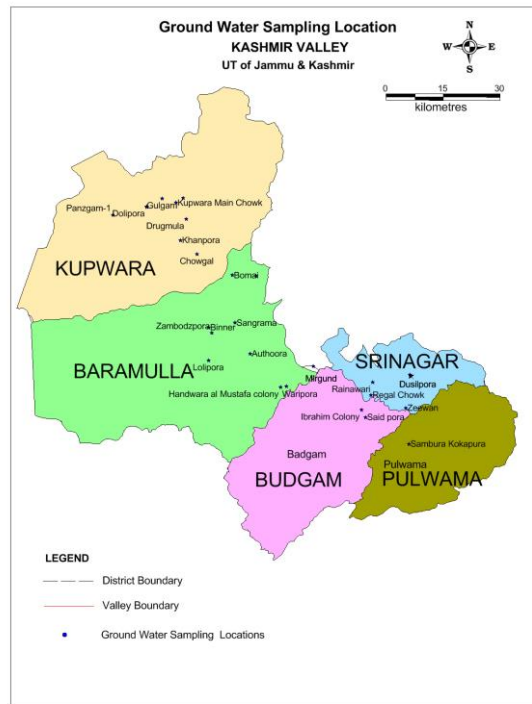 Ground Water Sampling Location
KASHMIR VALLEY
UT of Jammu & Kashmir
N
W E
S
0 15 30
kilometres
Panzgam-1
Dolipora
Gulgam
Kupwara Main Chowk
Drugmula
Khanpora
Chowgal
KUPWARA
Bomai
Zambodzpora
Binner
Sangrama
Authoora
Lolipora
BARAMULLA
Handwara al Mustafa colony
Waripora
Mirgund
SRINAGAR
Dusilpora
Rainawari
Regal Chowk
Zeewan
Ibrahim Colony
Said pora
Sambura Kokapura
Badgam
BUDGAM
Pulwama
PULWAMA
LEGEND
District Boundary
Valley Boundary
Ground Water Sampling Locations